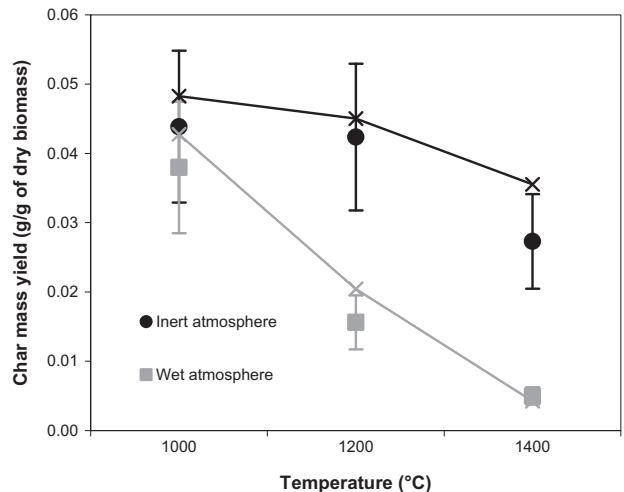 0.06
0.05
0.04
0.03
0.02
0.01
0.00
Char mass yield (g/g of dry biomass)
Inert atmosphere
Wet atmosphere
1000
1200
1400
Temperature (°C)